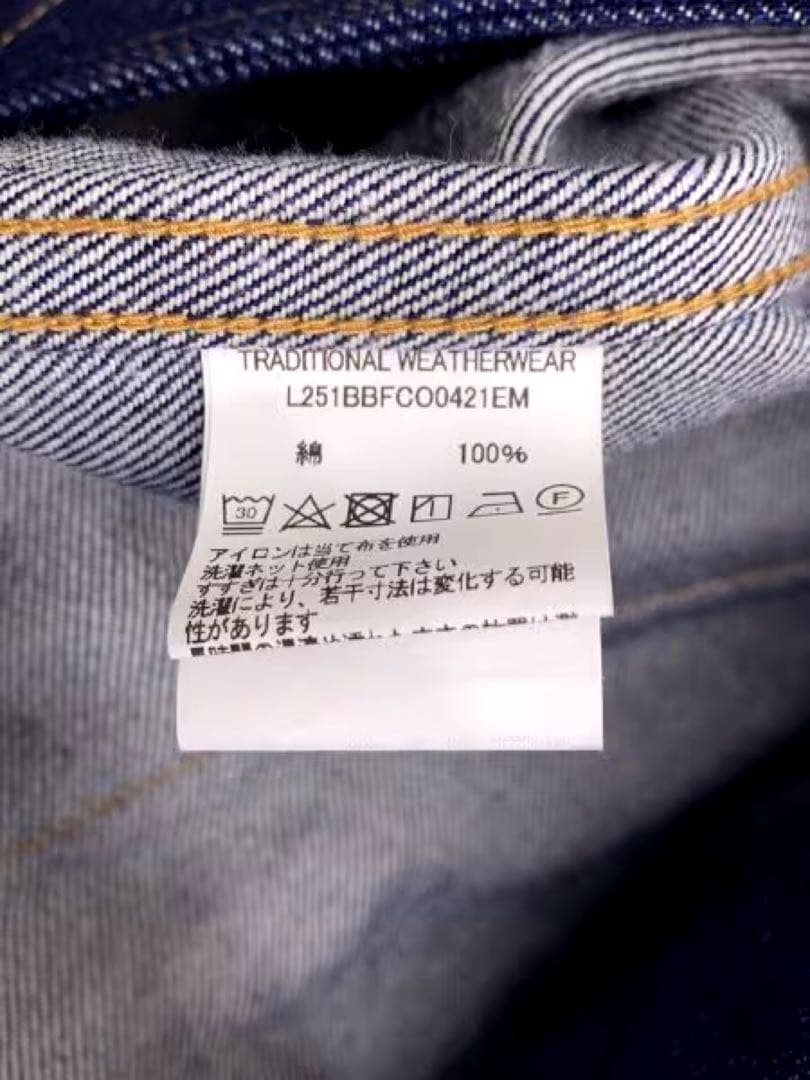 TRADITIONAL WEATHERWEAR
L251BBFCO0421EM
綿 100%
30 F
アイロンは当て布を使用
洗濯ネット使用
すすぎは十分行って下さい
洗濯により、若干寸法は変化する可能
性があります